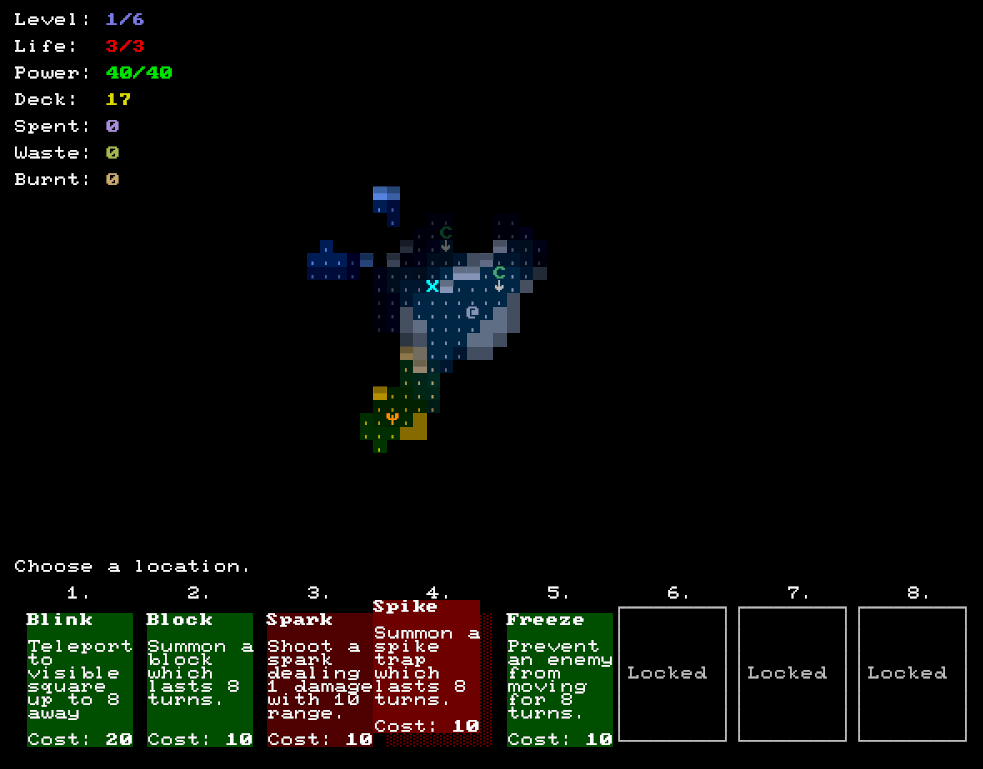 Level: 1/6
Life: 3/3
Power: 40/40
Deck: 17
Spent: 0
Waste: 0
Burnt: 0
C
C
X
@
Ψ
Choose a location.
1. 2. 3. 4. 5. 6. 7. 8.
Blink
Teleport
to
visible
square
up to 8
away
Cost: 20
Block
Summon a
block
which
lasts 8
turns.
Cost: 10
Spark
Shoot a
spark
dealing
1 damage
with 10
range.
Cost: 10
Spike
Summon a
spike
trap
which
lasts 8
turns.
Cost: 10
Freeze
Prevent
an enemy
from
moving
for 8
turns.
Cost: 10
Locked
Locked
Locked